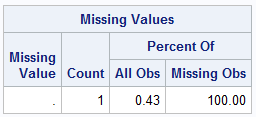 Missing Values
Percent Of
Missing
Value Count All Obs Missing Obs
. 1 0.43 100.00